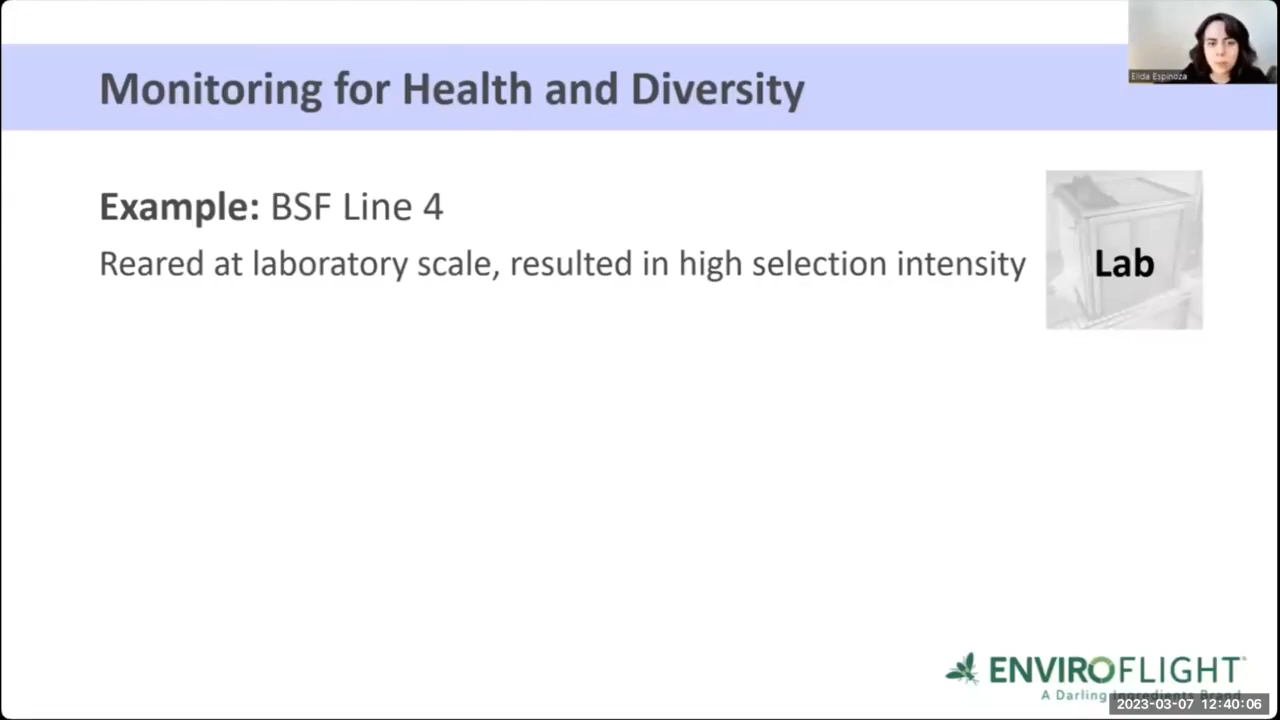 Elida Espinoza
Monitoring for Health and Diversity
Example: BSF Line 4
Reared at laboratory scale, resulted in high selection intensity
Lab
ENVIROFLIGHT
A Darling Ingredients Brand
2023-03-07 12:40:06